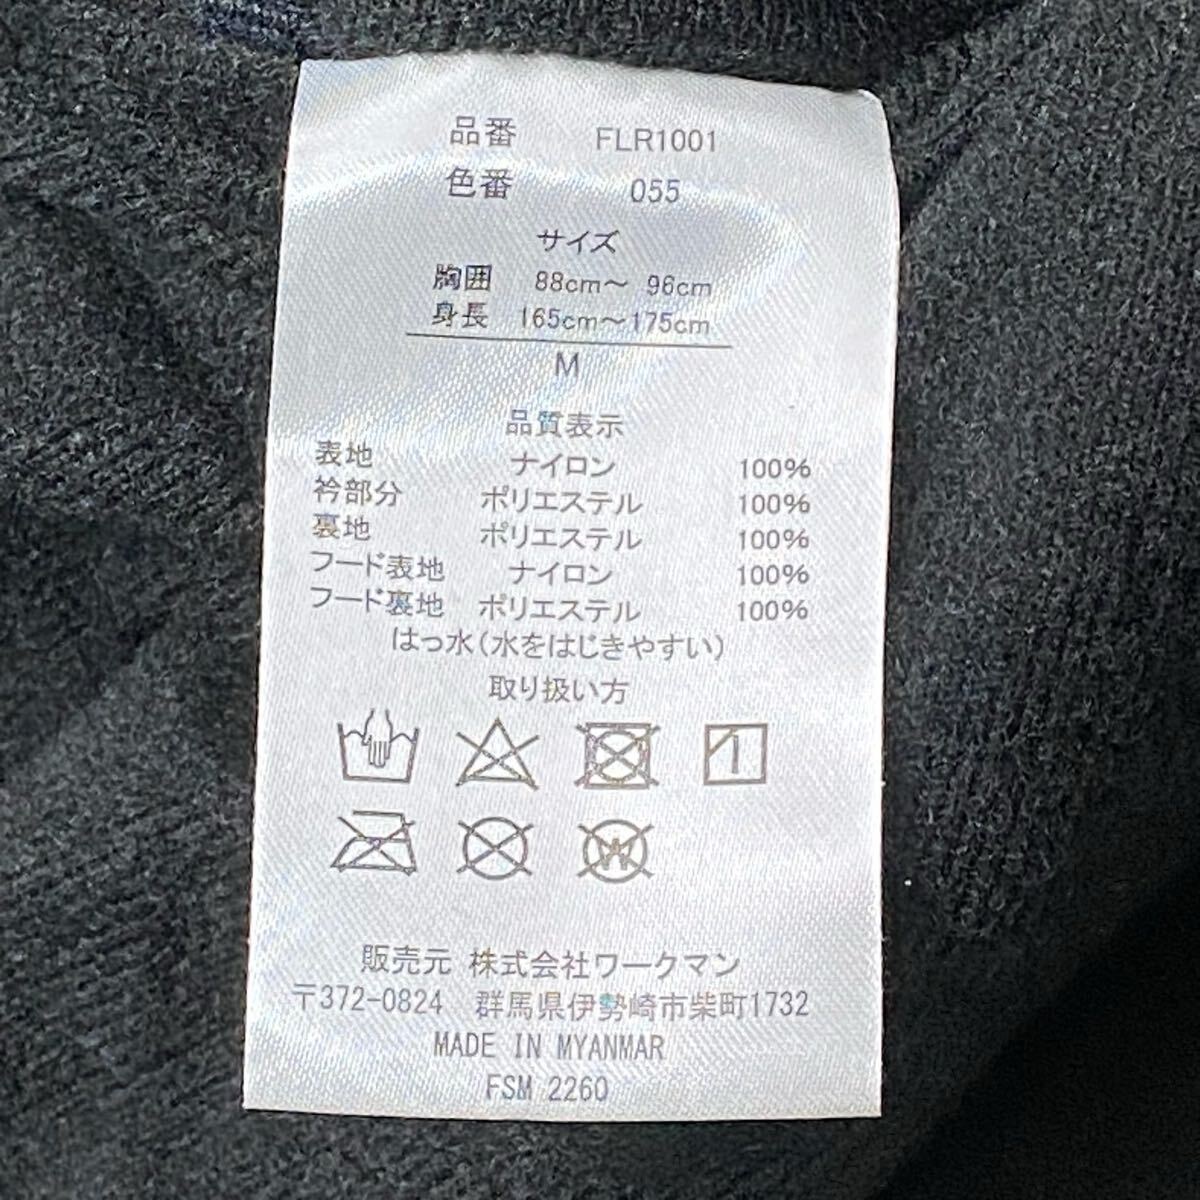 品番 FLR1001
色番 055
サイズ
胸囲 88cm～ 96cm
身長 165cm～175cm
M
品質表示
表地 ナイロン 100%
衿部分 ポリエステル 100%
裏地 ポリエステル 100%
フード表地 ナイロン 100%
フード裏地 ポリエステル 100%
はっ水(水をはじきやすい)
取り扱い方
1
W
販売元 株式会社ワークマン
〒372-0824 群馬県伊勢崎市柴町1732
MADE IN MYANMAR
FSM 2260